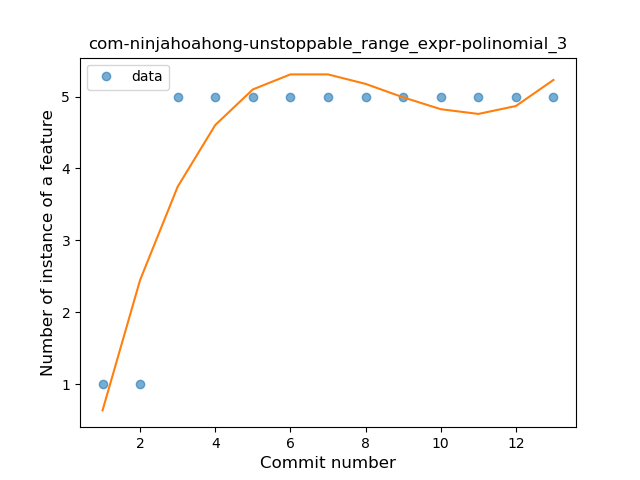 com-ninjahoahong-unstoppable_range_expr-polinomial_3
data
Number of instance of a feature
5
4
3
2
1
2 4 6 8 10 12
Commit number